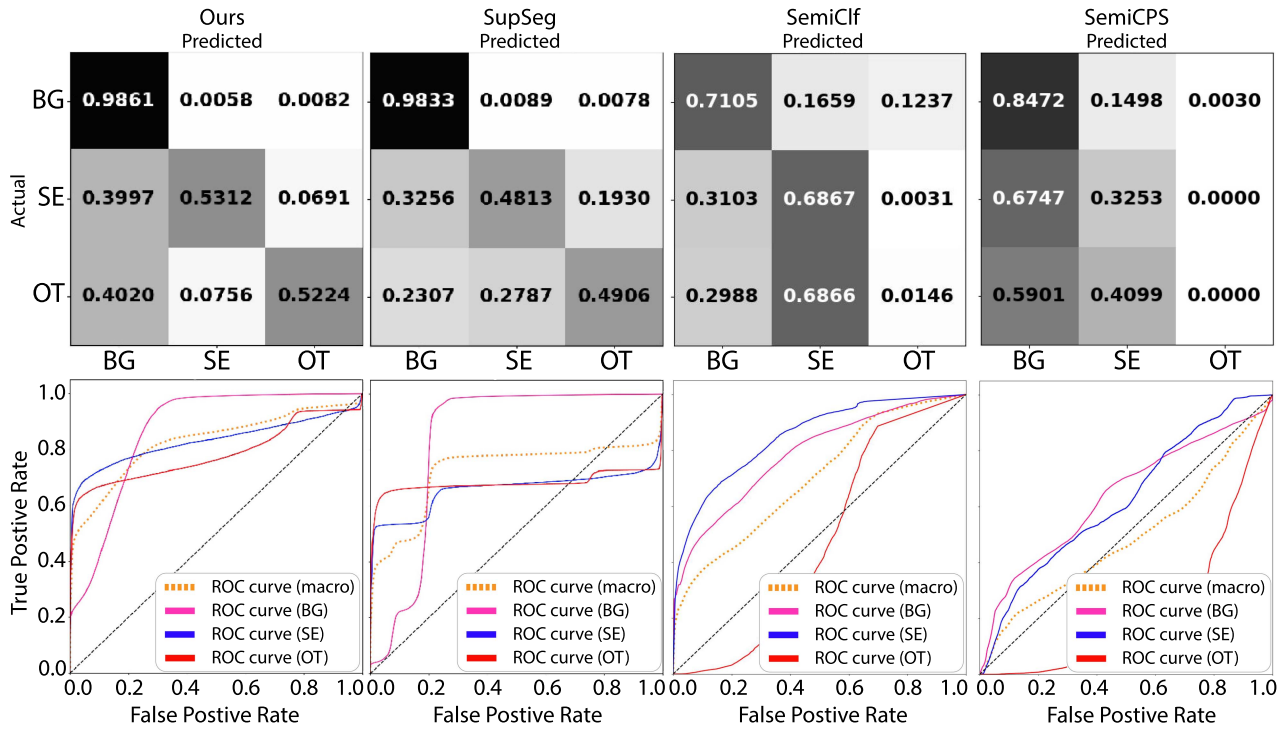 Ours SupSeg SemiClf SemiCPS
Predicted Predicted Predicted Predicted
BG 0.9861 0.0058 0.0082 0.9833 0.0089 0.0078 0.7105 0.1659 0.1237 0.8472 0.1498 0.0030
Actual
SE 0.3997 0.5312 0.0691 0.3256 0.4813 0.1930 0.3103 0.6867 0.0031 0.6747 0.3253 0.0000
OT 0.4020 0.0756 0.5224 0.2307 0.2787 0.4906 0.2988 0.6866 0.0146 0.5901 0.4099 0.0000
BG SE OT BG SE OT BG SE OT BG SE OT
True Postive Rate
1.0
0.8
0.6
0.4
0.2
0.0
ROC curve (macro) ROC curve (macro) ROC curve (macro) ROC curve (macro)
ROC curve (BG) ROC curve (BG) ROC curve (BG) ROC curve (BG)
ROC curve (SE) ROC curve (SE) ROC curve (SE) ROC curve (SE)
ROC curve (OT) ROC curve (OT) ROC curve (OT) ROC curve (OT)
0.0 0.2 0.4 0.6 0.8 1.0 0.0 0.2 0.4 0.6 0.8 1.0 0.0 0.2 0.4 0.6 0.8 1.0 0.0 0.2 0.4 0.6 0.8 1.0
False Postive Rate False Postive Rate False Postive Rate False Postive Rate